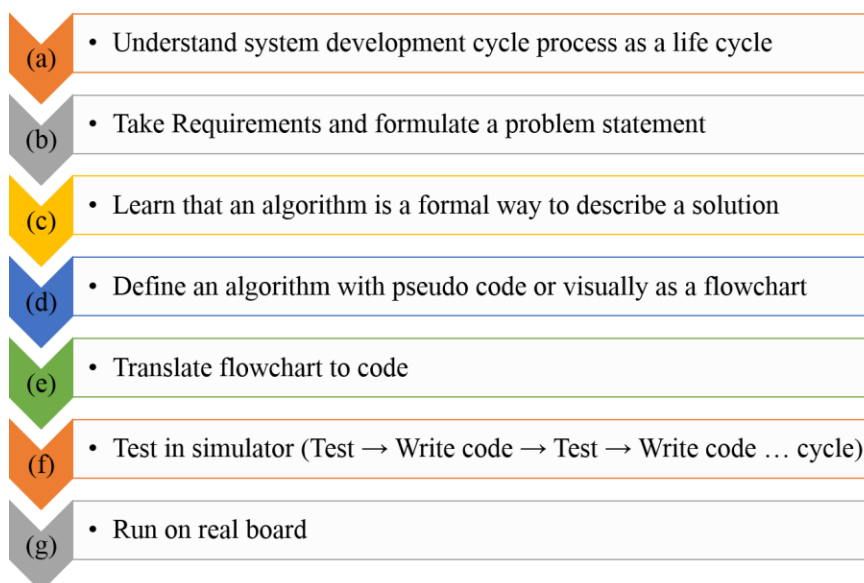 (a) • Understand system development cycle process as a life cycle
(b) • Take Requirements and formulate a problem statement
(c) • Learn that an algorithm is a formal way to describe a solution
(d) • Define an algorithm with pseudo code or visually as a flowchart
(e) • Translate flowchart to code
(f) • Test in simulator (Test → Write code → Test → Write code … cycle)
(g) • Run on real board